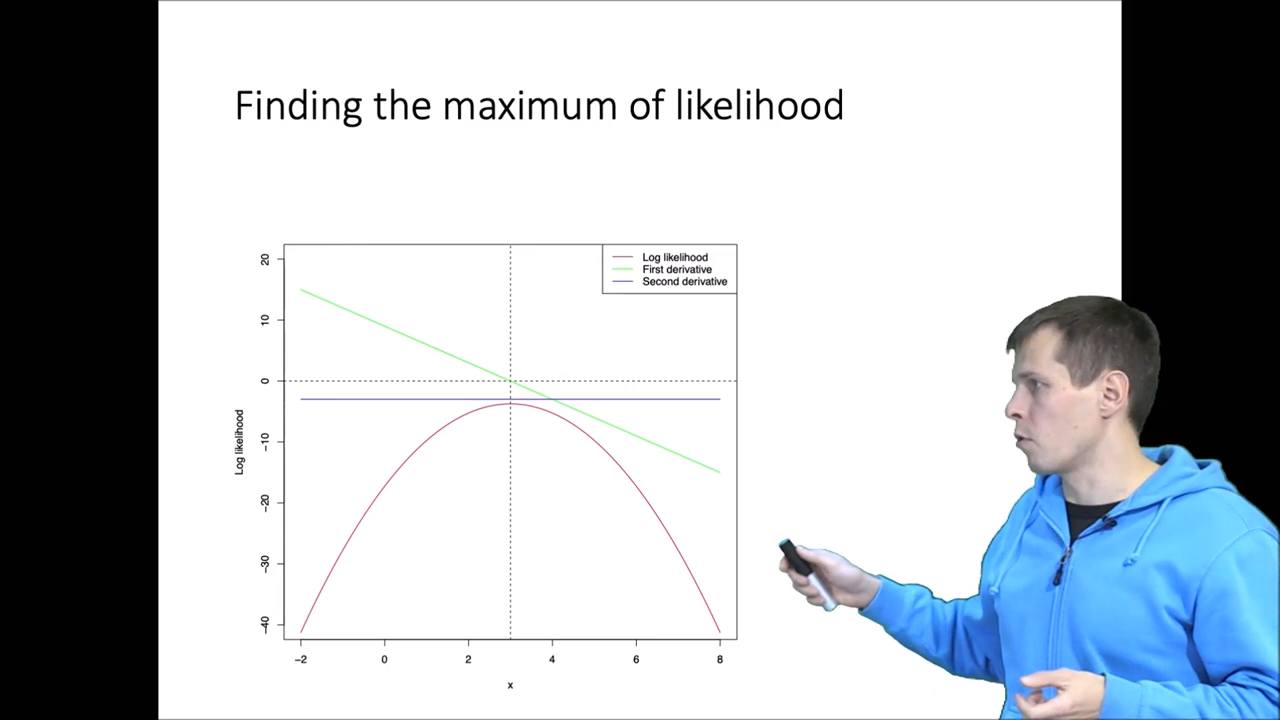 Finding the maximum of likelihood
Log likelihood
First derivative
Second derivative
20
10
0
−10
−20
−30
−40
Log likelihood
−2
0
2
4
6
8
x